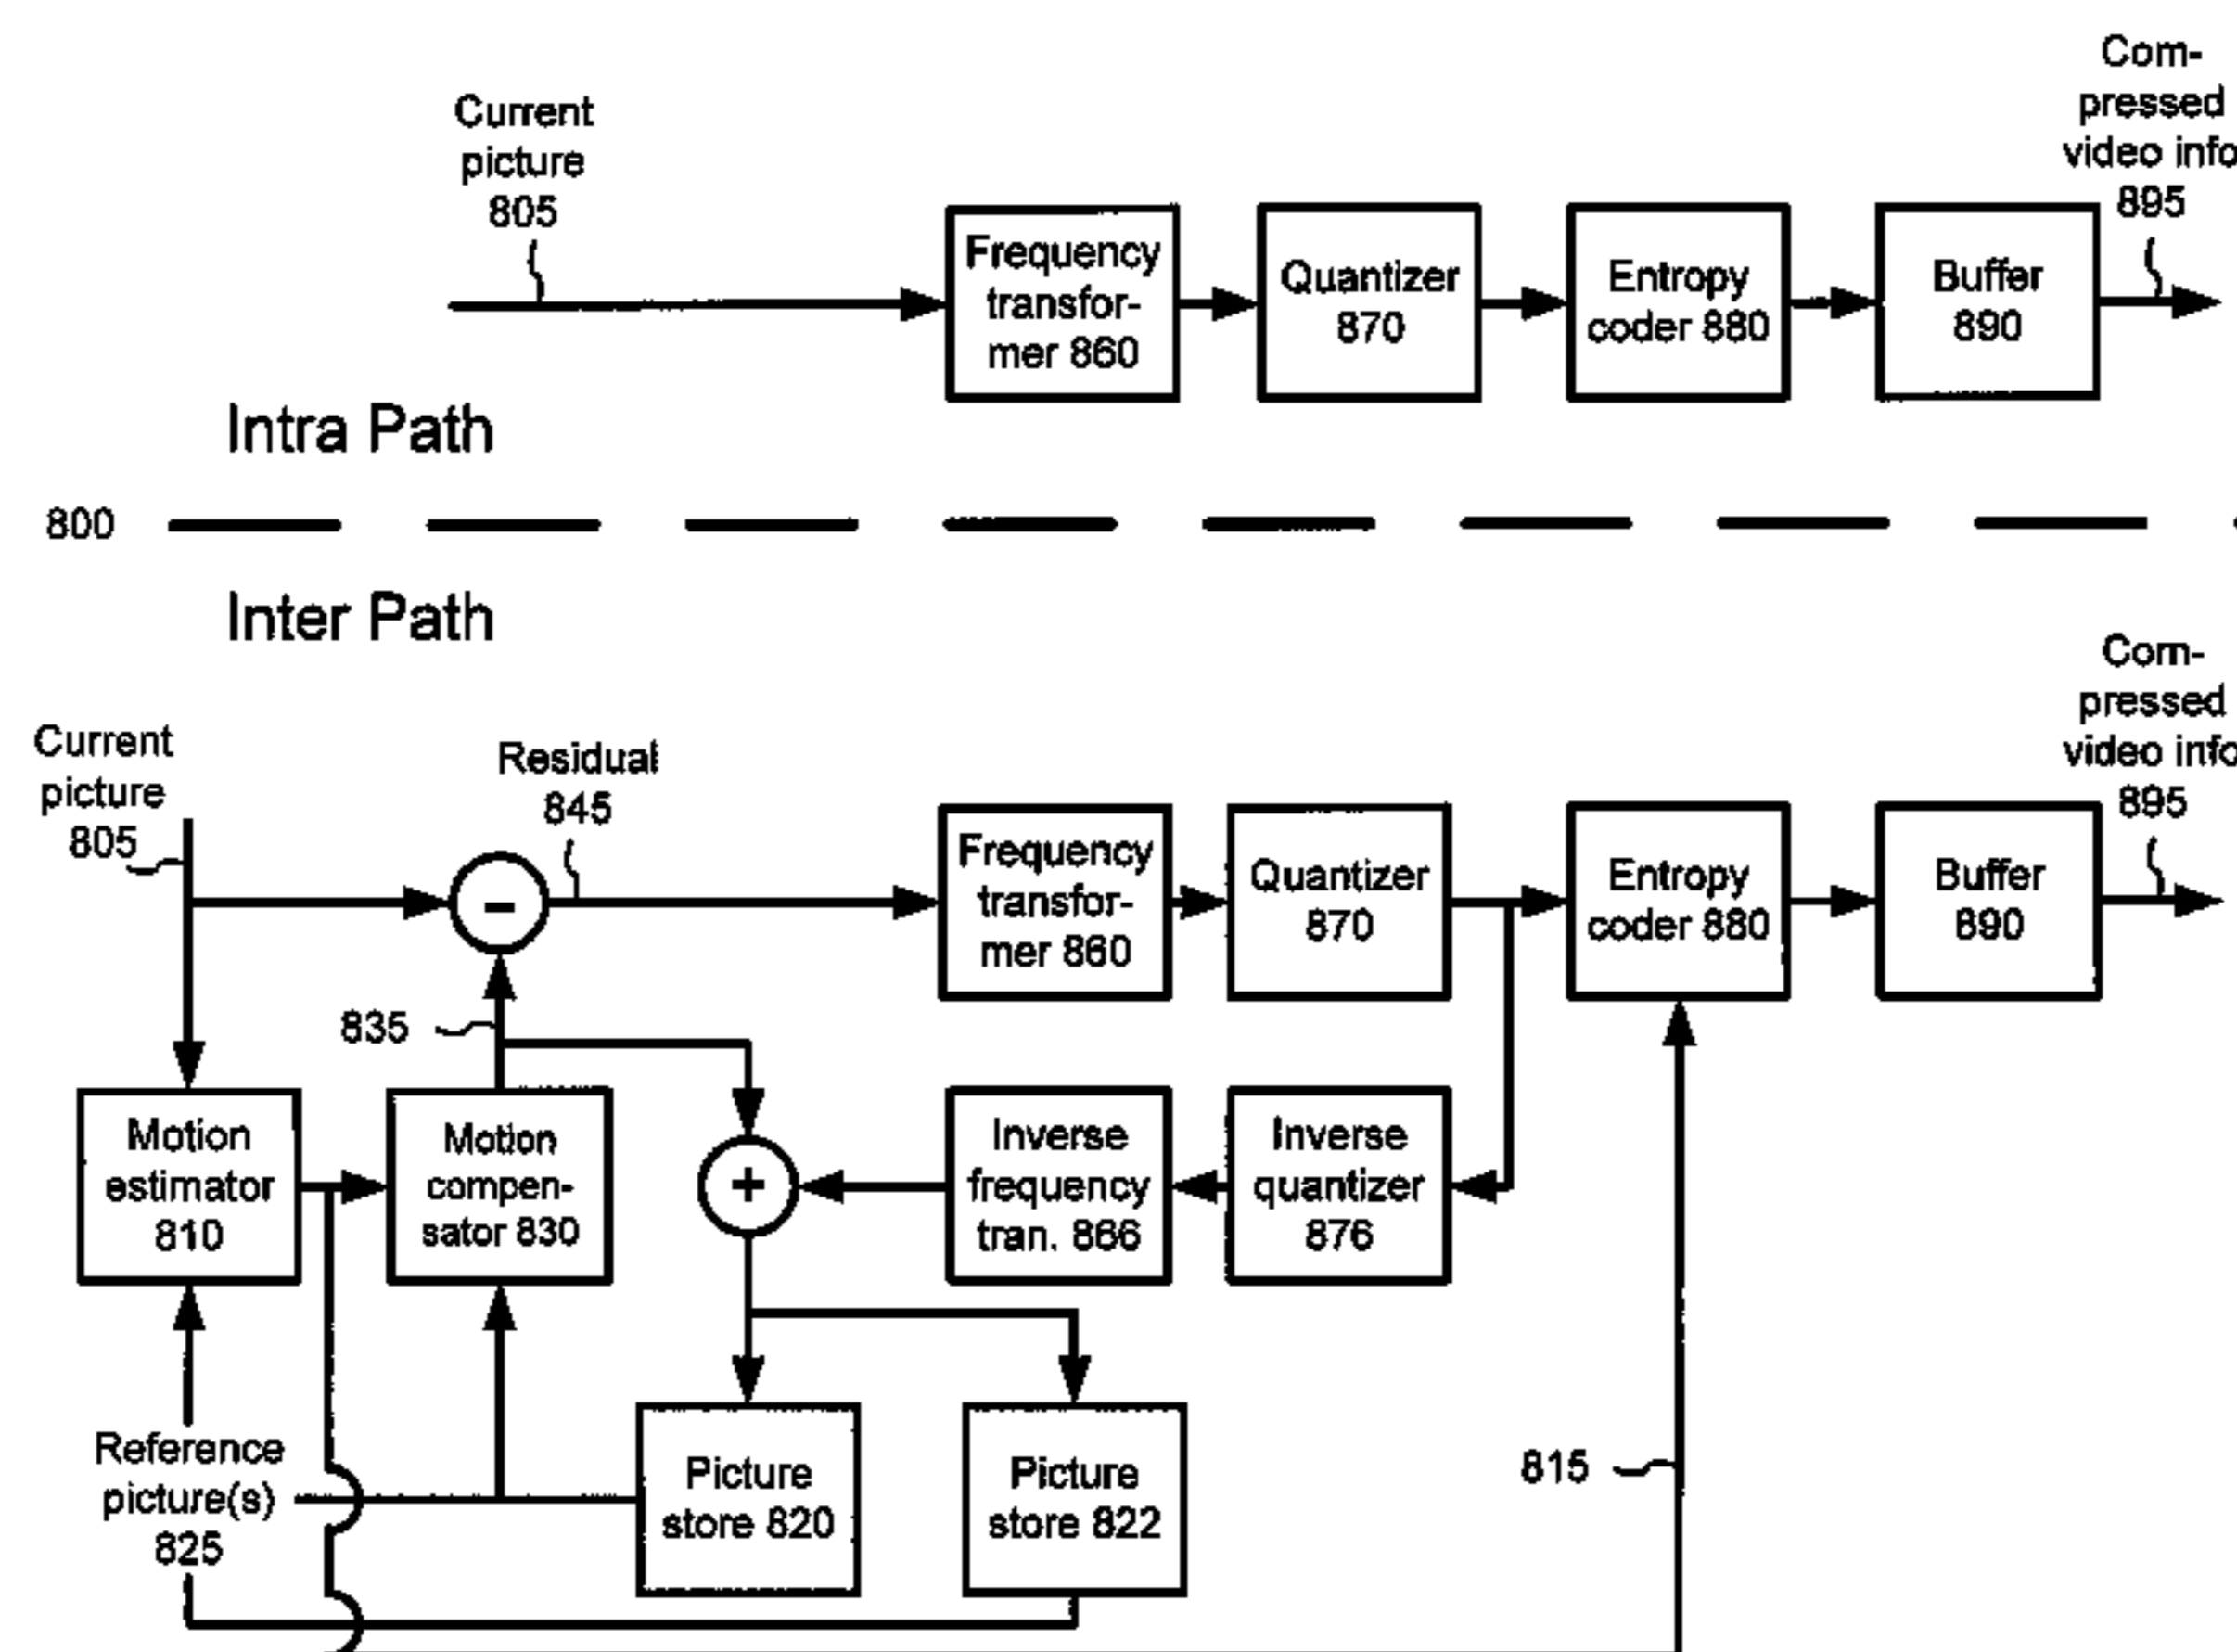 Current
picture
805
Frequency
transfor-
mer 860
Quantizer
870
Entropy
coder 880
Buffer
890
Com-
pressed
video info
895
Intra Path
800
Inter Path
Current
picture
805
Residual
845
-
Frequency
transfor-
mer 860
Quantizer
870
Entropy
coder 880
Buffer
890
Com-
pressed
video info
895
835
Motion
estimator
810
Motion
compen-
sator 830
+
Inverse
frequency
tran. 866
Inverse
quantizer
876
Reference
picture(s)
825
Picture
store 820
Picture
store 822
815